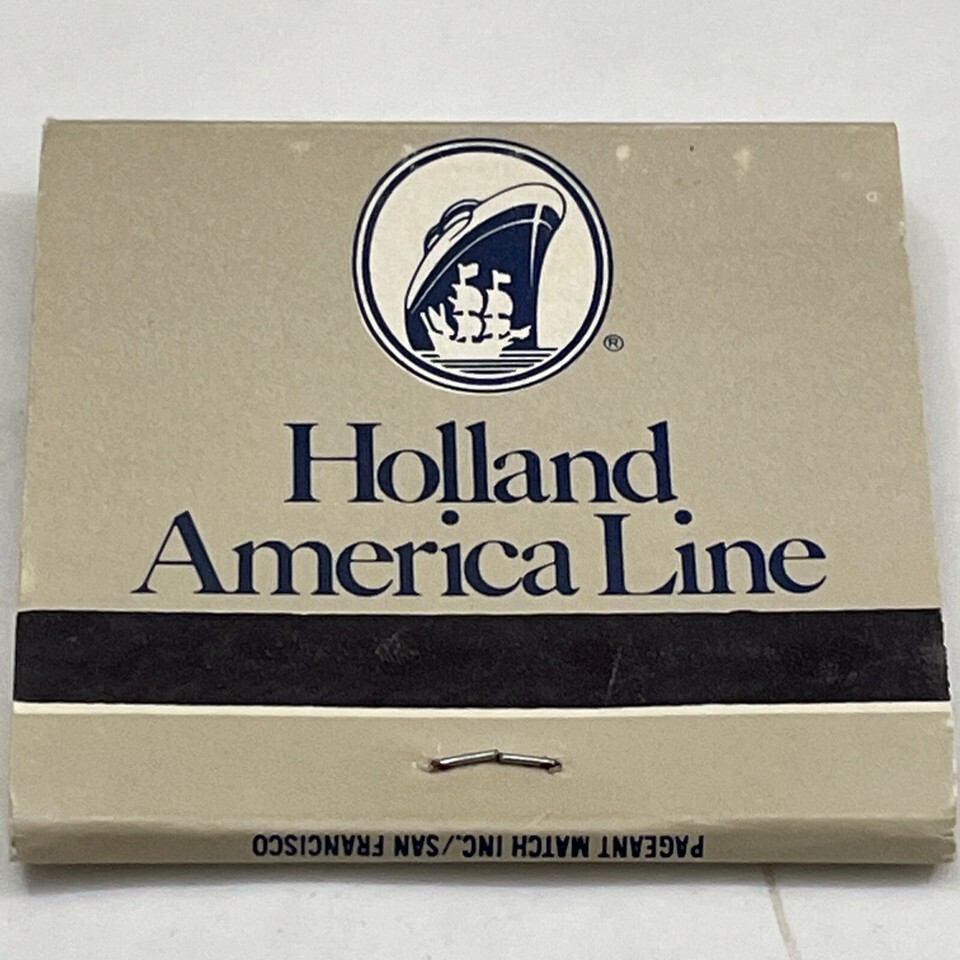 ®
Holland
America Line
PAGEANT MATCH INC./SAN FRANCISCO